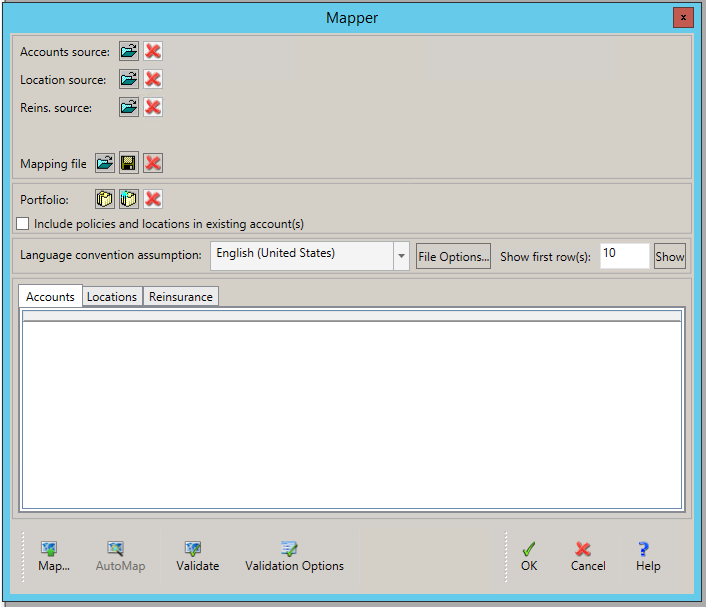 Mapper
x
Accounts source:
Location source:
Reins. source:
Mapping file
Portfolio:
Include policies and locations in existing account(s)
Language convention assumption: English (United States) File Options... Show first row(s): 10 Show
Accounts Locations Reinsurance
Map... AutoMap Validate Validation Options OK Cancel Help